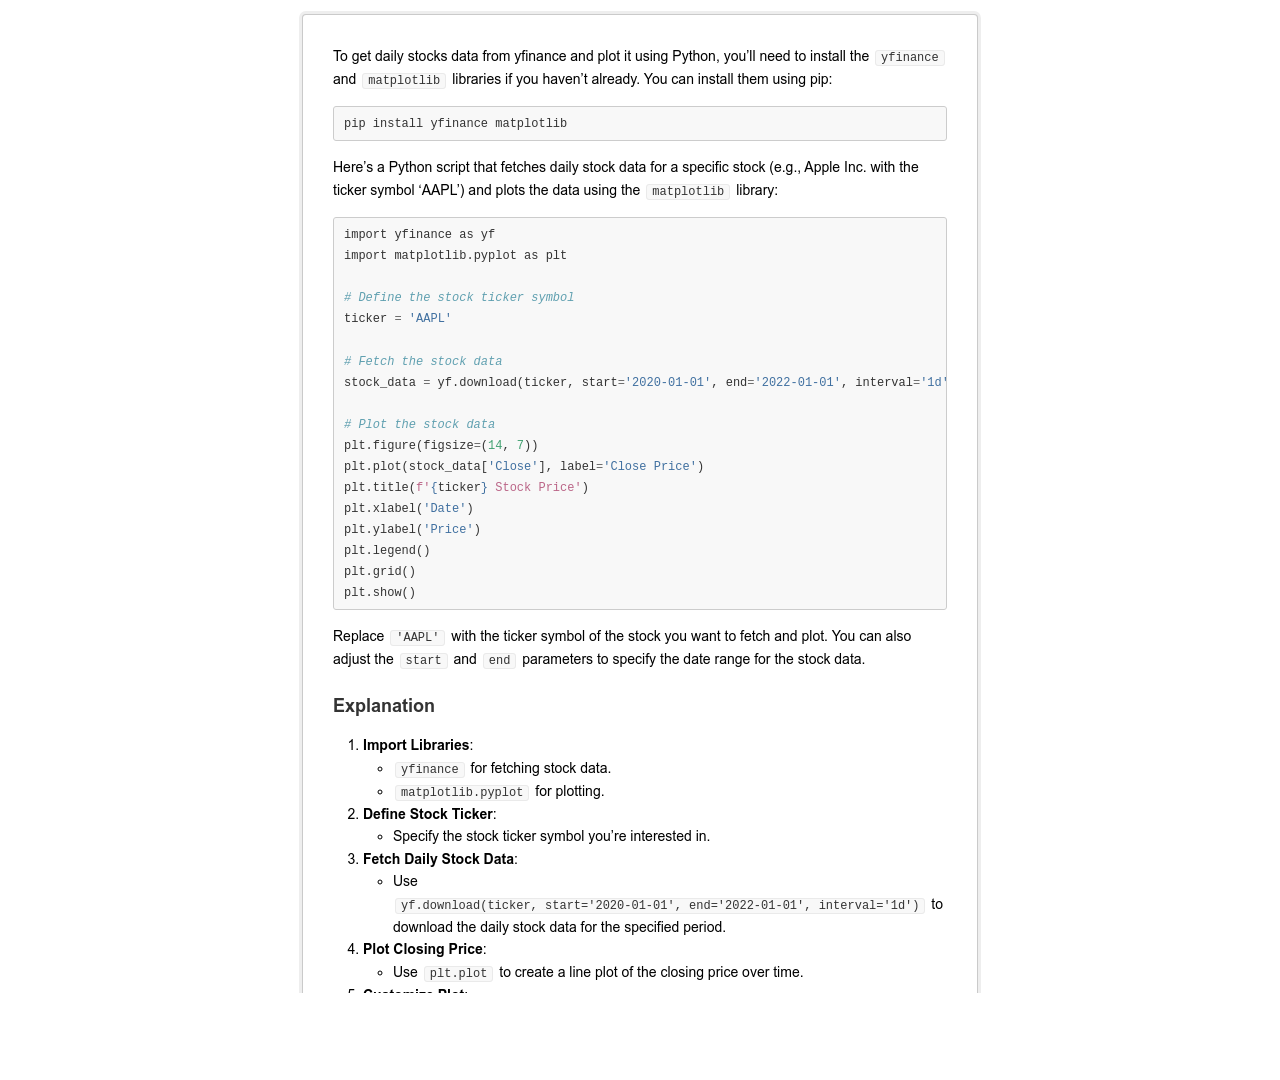 To get daily stocks data from yfinance and plot it using Python, you’ll need to install the yfinance
and matplotlib libraries if you haven’t already. You can install them using pip:
pip install yfinance matplotlib
Here’s a Python script that fetches daily stock data for a specific stock (e.g., Apple Inc. with the
ticker symbol ‘AAPL’) and plots the data using the matplotlib library:
import yfinance as yf
import matplotlib.pyplot as plt
# Define the stock ticker symbol
ticker = 'AAPL'
# Fetch the stock data
stock_data = yf.download(ticker, start='2020-01-01', end='2022-01-01', interval='1d'
# Plot the stock data
plt.figure(figsize=(14, 7))
plt.plot(stock_data['Close'], label='Close Price')
plt.title(f'{ticker} Stock Price')
plt.xlabel('Date')
plt.ylabel('Price')
plt.legend()
plt.grid()
plt.show()
Replace 'AAPL' with the ticker symbol of the stock you want to fetch and plot. You can also
adjust the start and end parameters to specify the date range for the stock data.
Explanation
1. Import Libraries:
◦ yfinance for fetching stock data.
◦ matplotlib.pyplot for plotting.
2. Define Stock Ticker:
◦ Specify the stock ticker symbol you’re interested in.
3. Fetch Daily Stock Data:
◦ Use
yf.download(ticker, start='2020-01-01', end='2022-01-01', interval='1d') to
download the daily stock data for the specified period.
4. Plot Closing Price:
◦ Use plt.plot to create a line plot of the closing price over time.
5. Customize Plot: